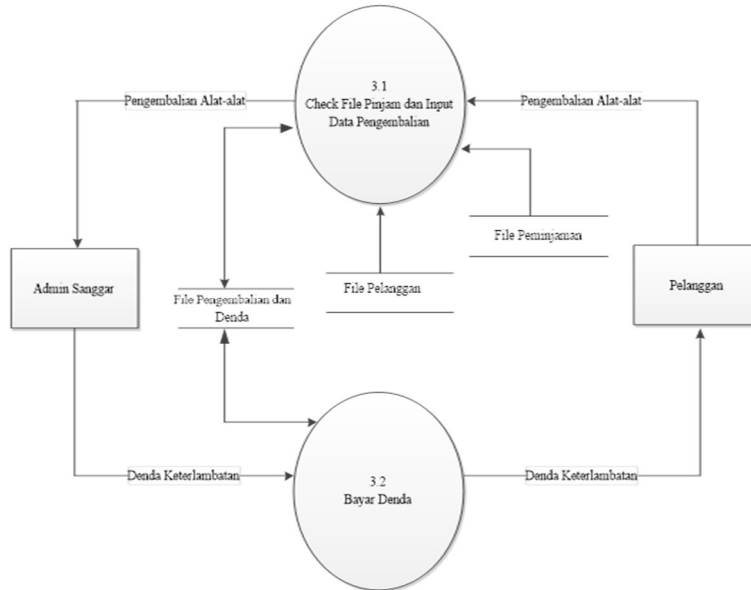 3.1
Check File Pinjam dan Input
Data Pengembalian
Pengembalian Alat-alat
Pengembalian Alat-alat
File Peminjaman
Admin Sanggar
File Pengembalian dan
Denda
File Pelanggan
Pelanggan
Denda Keterlambatan
3.2
Bayar Denda
Denda Keterlambatan